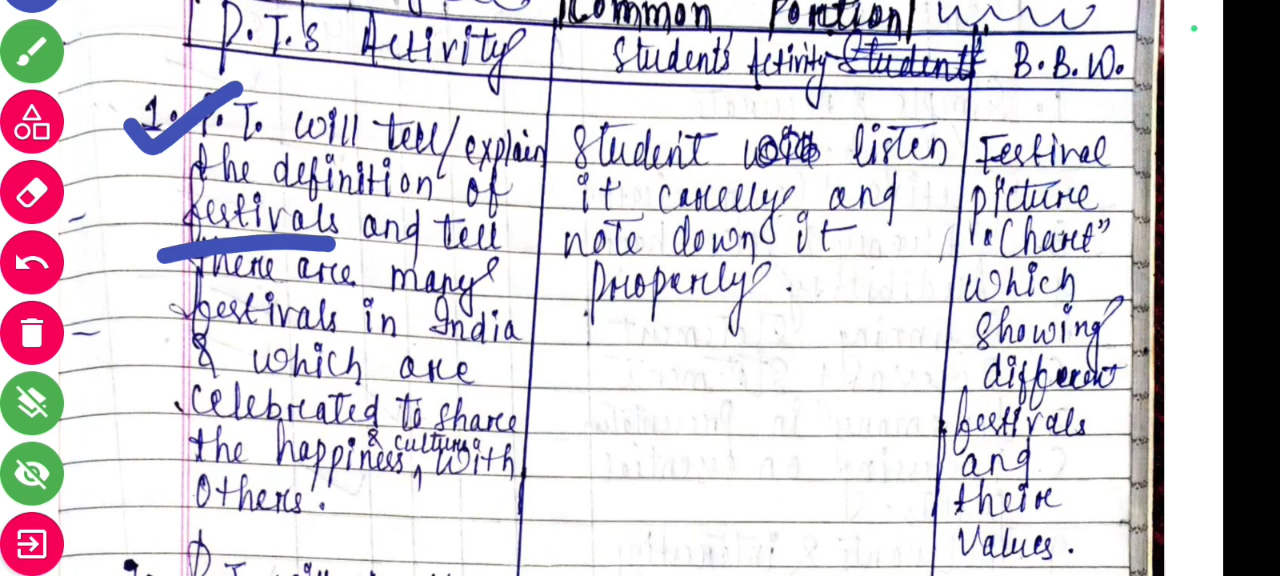 Common Portion
P.T.'s Activity
Students' Activity Students B.B.W.
1. P.T. will tell/explain
the definition of
festivals and tell
there are many
festivals in India
& which are
celebrated to share
the happiness & culture with
others.
Student listen
it carelly and
note down it
properly.
Festival
picture
"Chart"
which
showing
different
festivals
and
their
values.
P.T.